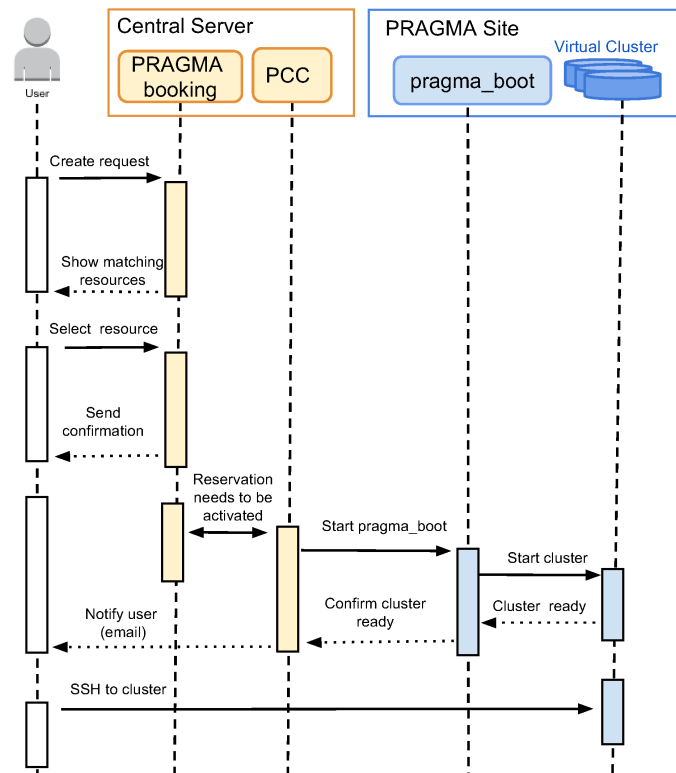 Central Server
PRAGMA Site
Virtual Cluster
PRAGMA
booking
PCC
pragma_boot
User
Create request
Show matching
resources
Select resource
Send
confirmation
Reservation
needs to be
activated
Start pragma_boot
Start cluster
Cluster ready
Confirm cluster
ready
Notify user
(email)
SSH to cluster